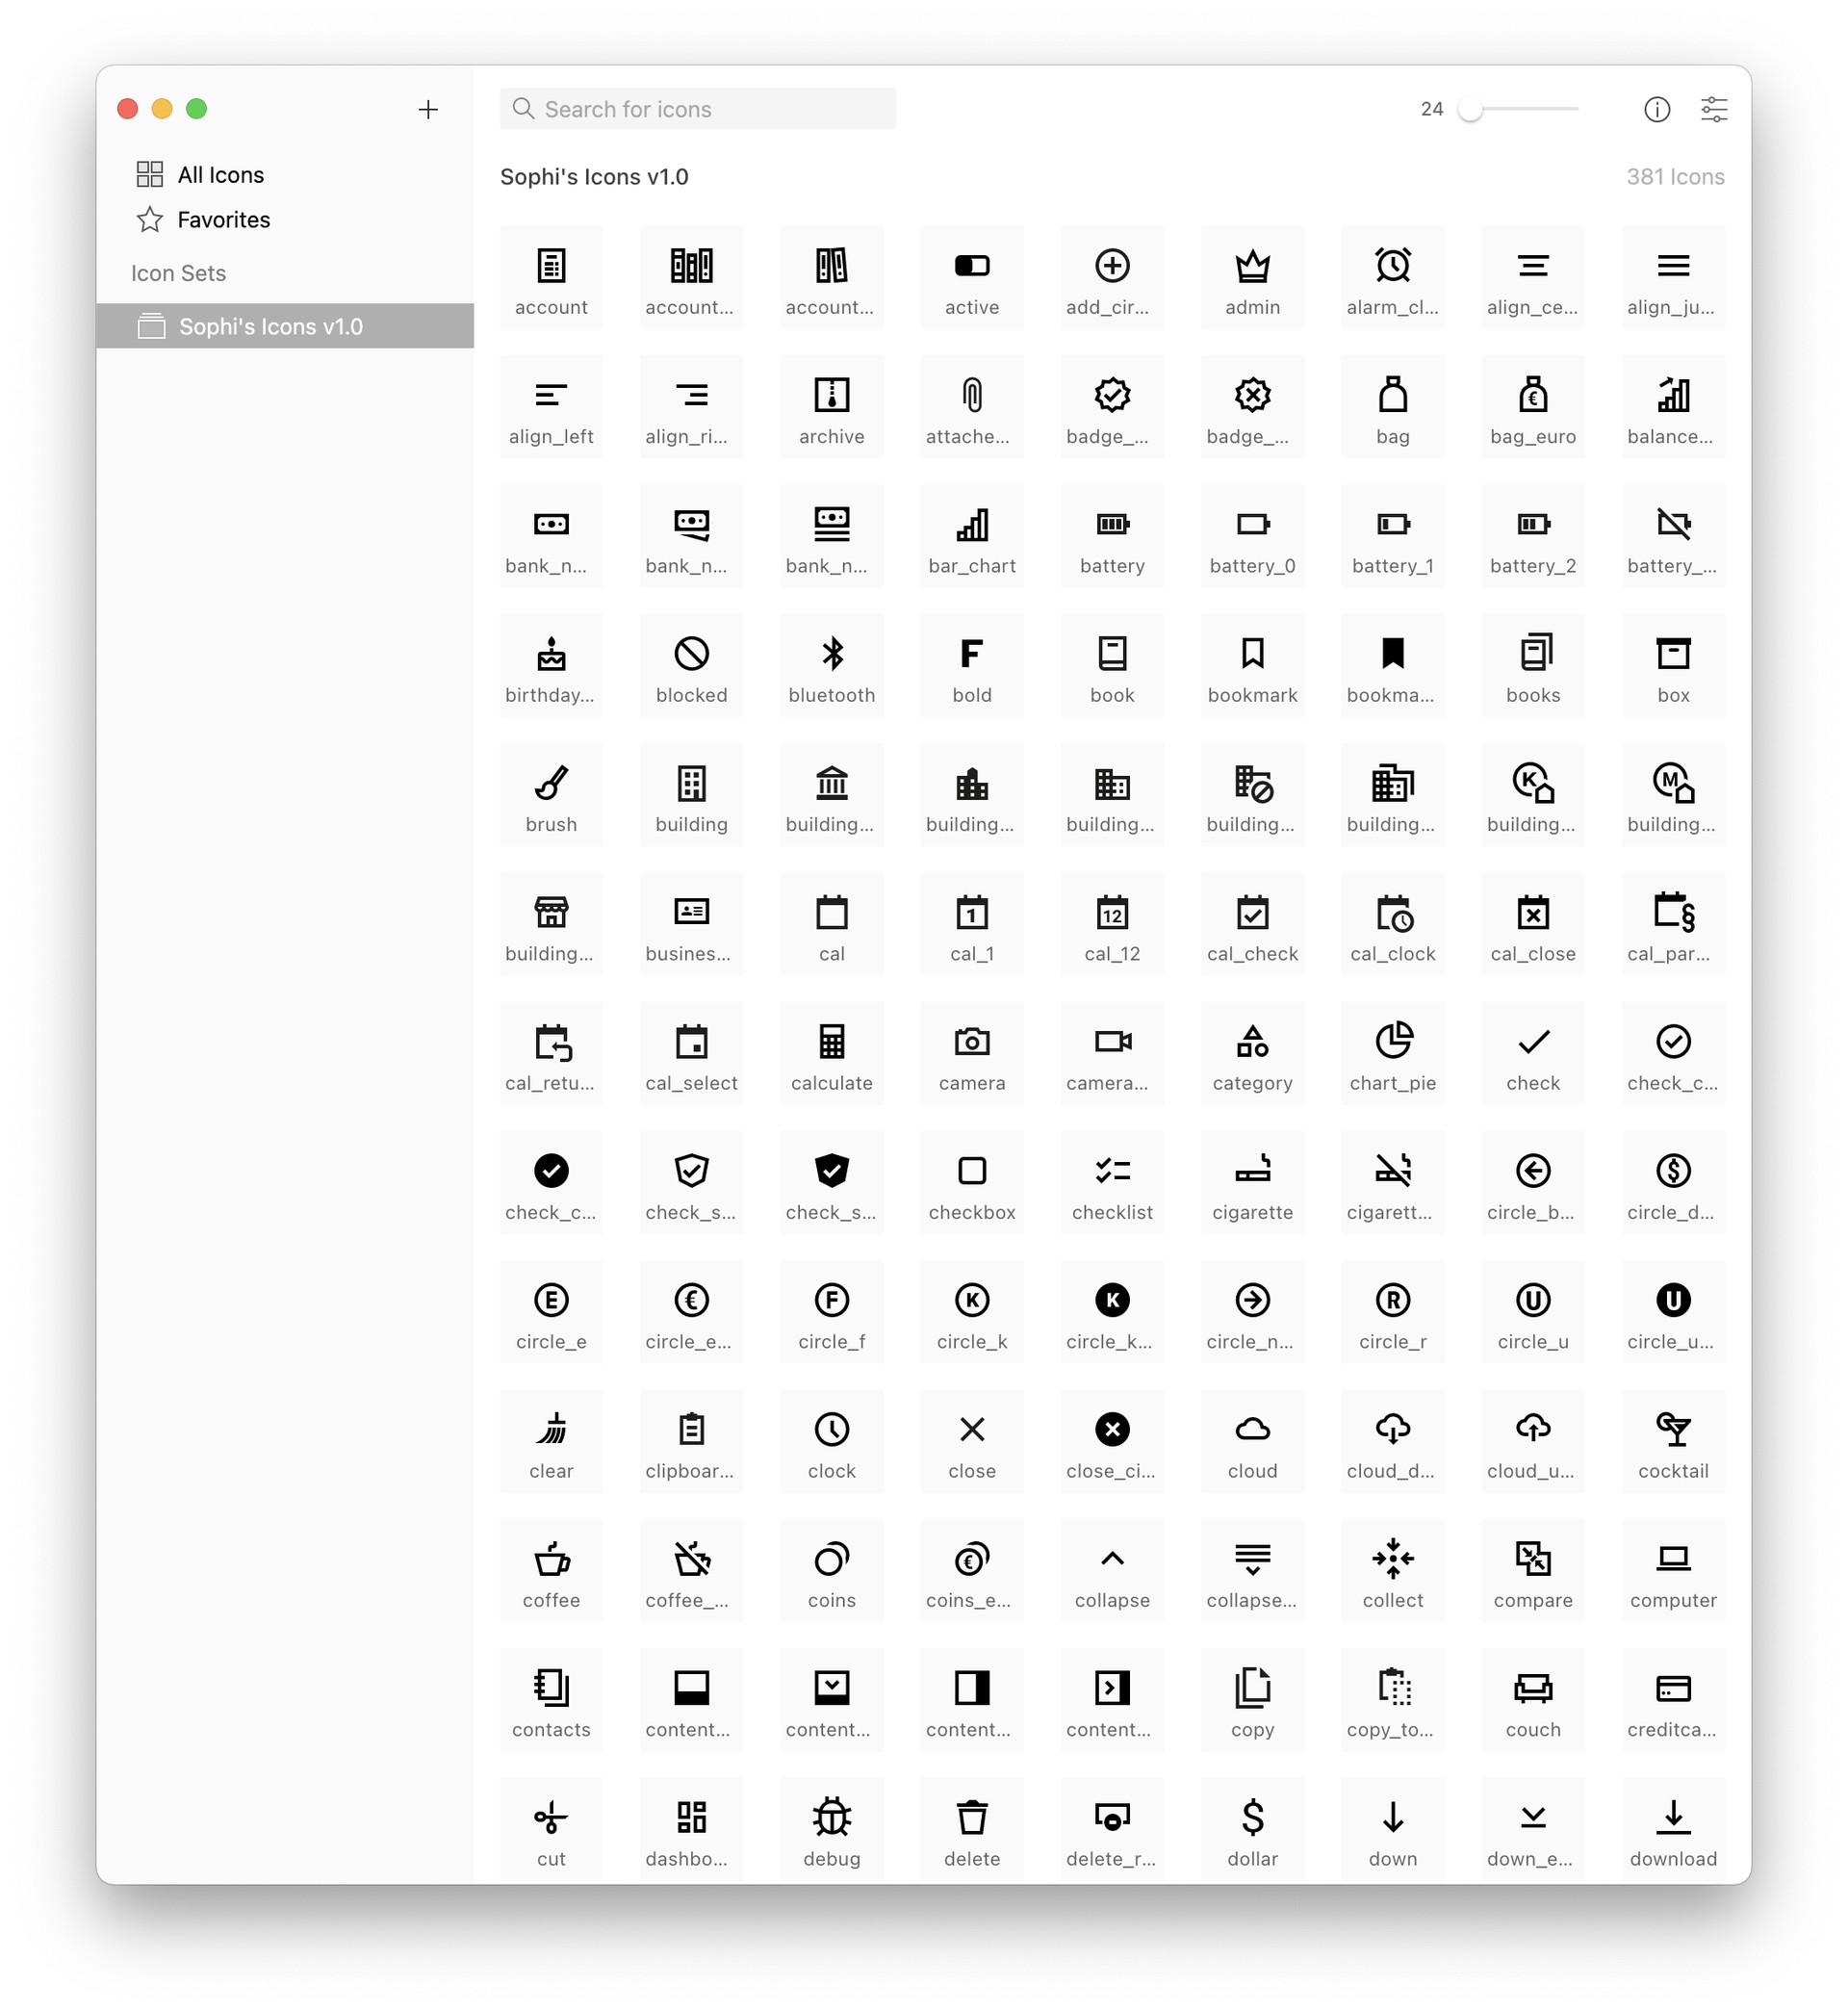 Search for icons
24
All Icons
Favorites
Icon Sets
Sophi's Icons v1.0
Sophi's Icons v1.0
381 Icons
account account... account... active add_cir... admin alarm_cl... align_ce... align_ju...
align_left align_ri... archive attache... badge_... badge_... bag bag_euro balance...
bank_n... bank_n... bank_n... bar_chart battery battery_0 battery_1 battery_2 battery_...
F
birthday... blocked bluetooth bold book bookmark bookma... books box
K M
brush building building... building... building... building... building... building... building...
1 12 §
building... busines... cal cal_1 cal_12 cal_check cal_clock cal_close cal_par...
cal_retu... cal_select calculate camera camera... category chart_pie check check_c...
$
check_c... check_s... check_s... checkbox checklist cigarette cigarett... circle_b... circle_d...
E € F K K R U U
circle_e circle_e... circle_f circle_k circle_k... circle_n... circle_r circle_u circle_u...
clear clipboar... clock close close_ci... cloud cloud_d... cloud_u... cocktail
€
coffee coffee_... coins coins_e... collapse collapse... collect compare computer
contacts content... content... content... content... copy copy_to... couch creditca...
$
cut dashbo... debug delete delete_r... dollar down down_e... download